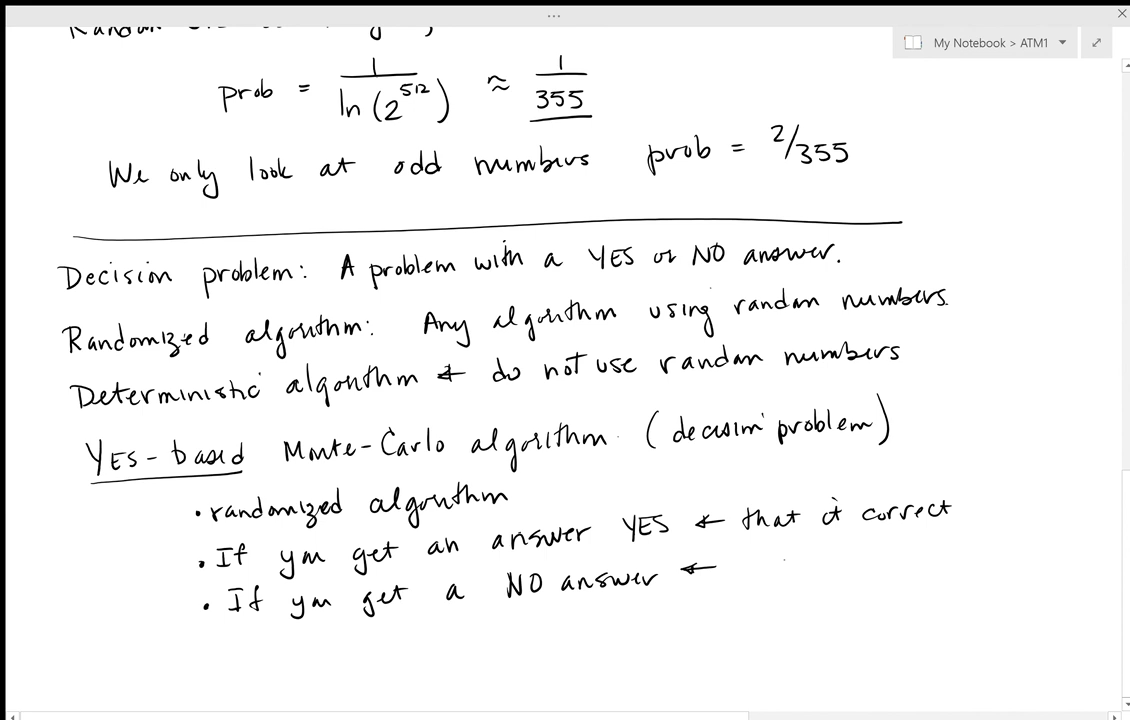 ...
My Notebook > ATM1
Random
prob = 1 / ln(2^512) ≈ 1/355
We only look at odd numbers prob = 2/355
Decision problem: A problem with a YES or NO answer.
Randomized algorithm: Any algorithm using random numbers.
Deterministic algorithm ← do not use random numbers
YES-based Monte-Carlo algorithm. (decision problem)
• randomized algorithm
• If you get an answer YES ← that it correct
• If you get a NO answer ←